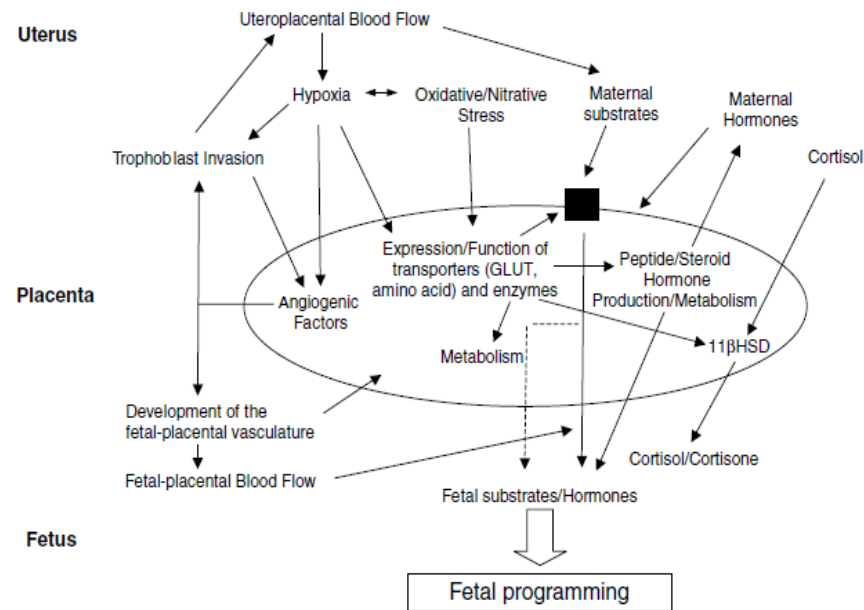 Uteroplacental Blood Flow
Uterus
Hypoxia
Oxidative/Nitrative
Stress
Maternal
substrates
Maternal
Hormones
Trophoblast Invasion
Cortisol
Expression/Function of
transporters (GLUT,
amino acid) and enzymes
Peptide/Steroid
Hormone
Production/Metabolism
Placenta
Angiogenic
Factors
Metabolism
11βHSD
Development of the
fetal-placental vasculature
Fetal-placental Blood Flow
Cortisol/Cortisone
Fetal substrates/Hormones
Fetus
Fetal programming